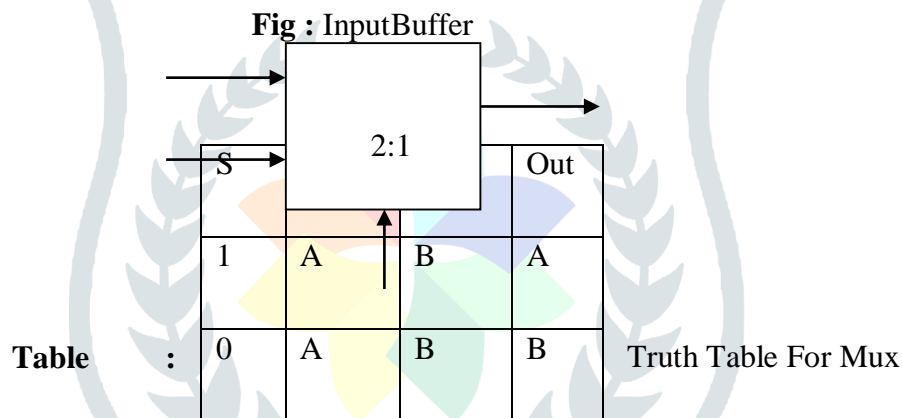 Fig : InputBuffer
2:1
S Out
1 A B A
Table : 0 A B B Truth Table For Mux